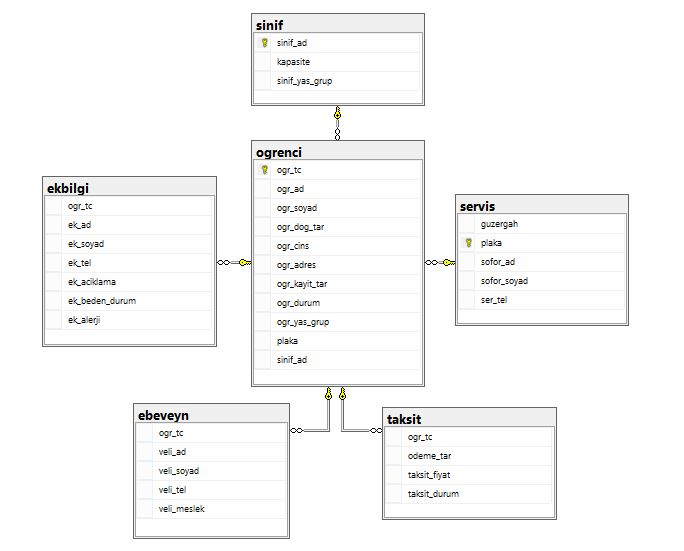 sinif
sinif_ad
kapasite
sinif_yas_grup
ogrenci
ogr_tc
ogr_ad
ogr_soyad
ogr_dog_tar
ogr_cins
ogr_adres
ogr_kayit_tar
ogr_durum
ogr_yas_grup
plaka
sinif_ad
ekbilgi
ogr_tc
ek_ad
ek_soyad
ek_tel
ek_aciklama
ek_beden_durum
ek_alerji
servis
guzergah
plaka
sofor_ad
sofor_soyad
ser_tel
ebeveyn
ogr_tc
veli_ad
veli_soyad
veli_tel
veli_meslek
taksit
ogr_tc
odeme_tar
taksit_fiyat
taksit_durum